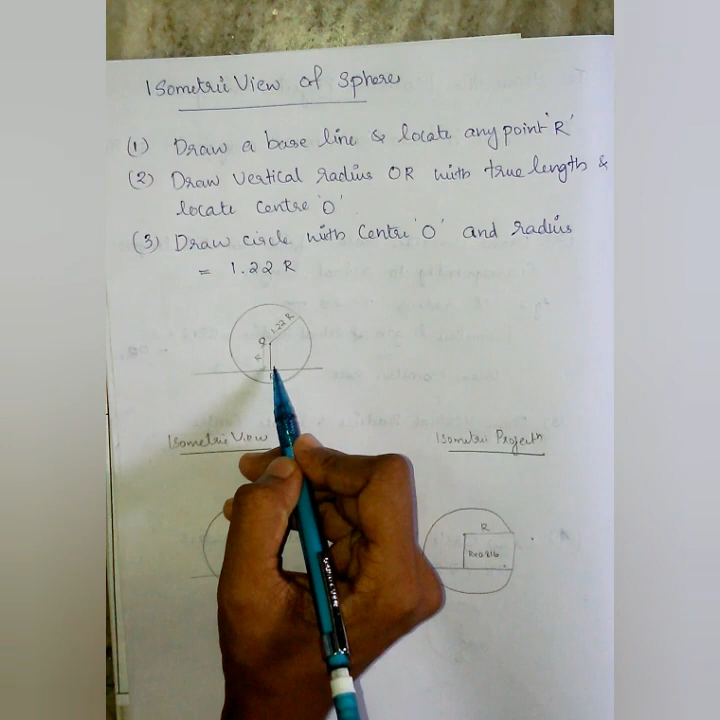 Isometric View of Sphere
(1) Draw a base line & locate any point 'R'
(2) Draw vertical radius OR with true length &
locate centre 'O'
(3) Draw circle with Centre 'O' and radius
= 1.22 R
1.22 R
O
R
Isometric View
Isometric Projectn
R
Rx0.816